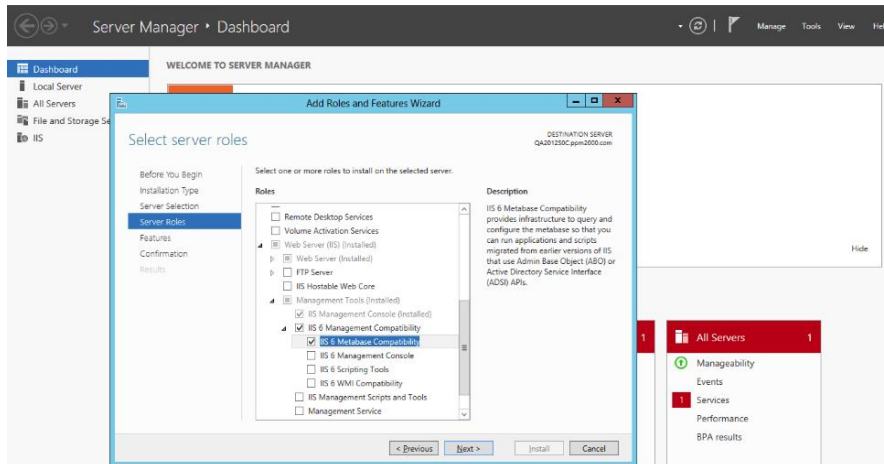 Server Manager • Dashboard
Manage Tools View Hel
Dashboard
Local Server
All Servers
File and Storage Se
IIS
WELCOME TO SERVER MANAGER
Add Roles and Features Wizard
Select server roles
DESTINATION SERVER
QA2012S0C.ppm2000.com
Before You Begin
Installation Type
Server Selection
Server Roles
Features
Confirmation
Results
Select one or more roles to install on the selected server.
Roles
Remote Desktop Services
Volume Activation Services
Web Server (IIS) (Installed)
Web Server (Installed)
FTP Server
IIS Hostable Web Core
Management Tools (Installed)
IIS Management Console (Installed)
IIS 6 Management Compatibility
IIS 6 Metabase Compatibility
IIS 6 Management Console
IIS 6 Scripting Tools
IIS 6 WMI Compatibility
IIS Management Scripts and Tools
Management Service
Description
IIS 6 Metabase Compatibility
provides infrastructure to query and
configure the metabase so that you
can run applications and scripts
migrated from earlier versions of IIS
that use Admin Base Object (ABO) or
Active Directory Service Interface
(ADSI) APIs.
< Previous Next > Install Cancel
Hide
1
All Servers 1
Manageability
Events
1 Services
Performance
BPA results